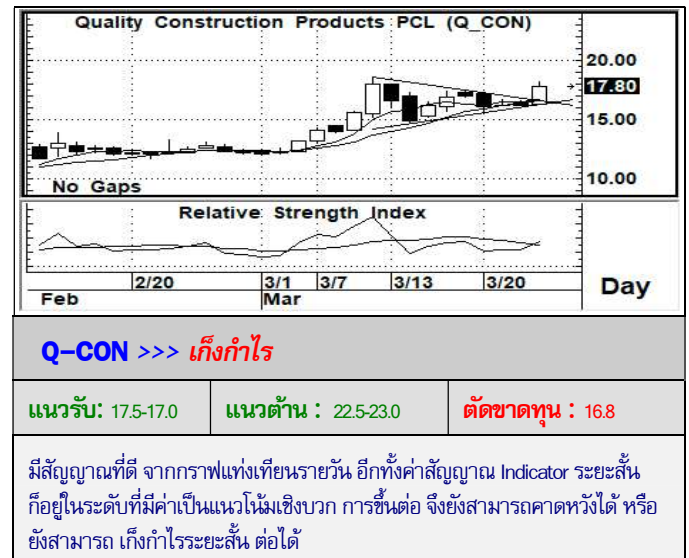 Quality Construction Products PCL (Q_CON)
20.00
17.80
15.00
10.00
No Gaps
Relative Strength Index
2/20 3/1 3/7 3/13 3/20
Feb Mar
Day
Q-CON >>> เก็งกำไร
แนวรับ: 17.5-17.0 แนวต้าน : 22.5-23.0 ตัดขาดทุน : 16.8
มีสัญญาณที่ดี จากกราฟแท่งเทียนรายวัน อีกทั้งค่าสัญญาณ Indicator ระยะสั้น
ก็อยู่ในระดับที่มีค่าเป็นแนวโน้มเชิงบวก การขึ้นต่อ จึงยังสามารถคาดหวังได้ หรือ
ยังสามารถ เก็งกำไรระยะสั้น ต่อได้